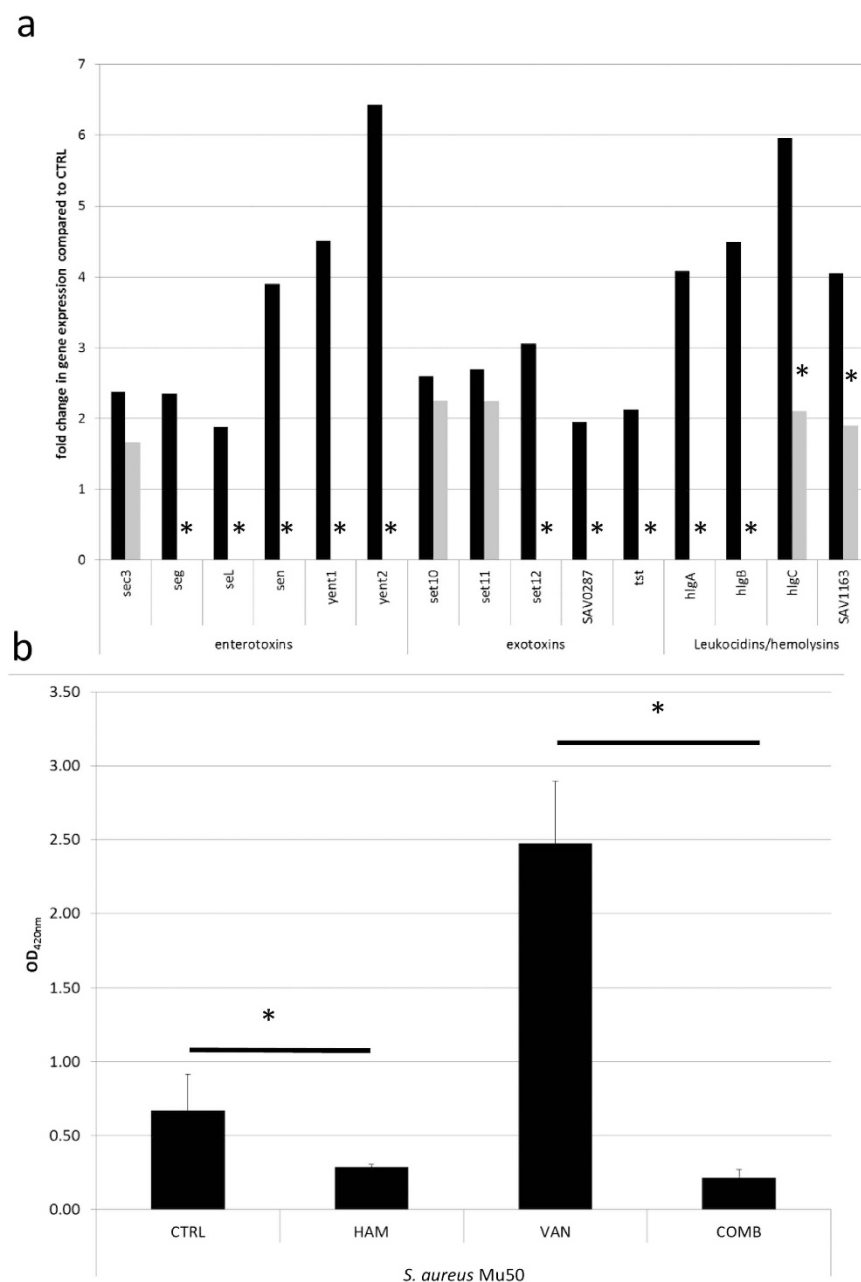 a
fold change in gene expression compared to CTRL
7
6
5
4
3
2
1
0
* * * * * * * * * * * *
sec3 seg seL sen yent1 yent2 set10 set11 set12 SAV0287 tst hlgA hlgB hlgC SAV1163
enterotoxins exotoxins Leukocidins/hemolysins
b
OD420nm
3.50
3.00
2.50
2.00
1.50
1.00
0.50
0.00
*
*
CTRL HAM VAN COMB
S. aureus Mu50